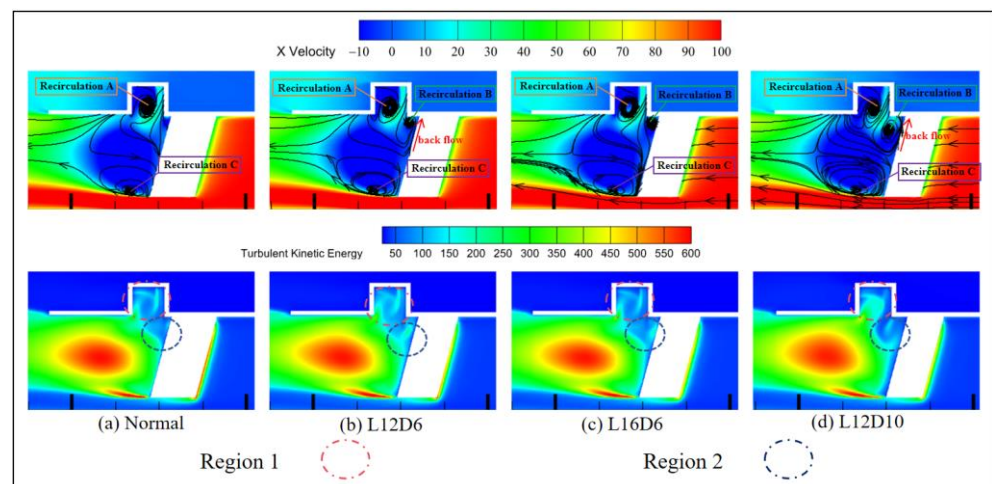 X Velocity
−10 0 10 20 30 40 50 60 70 80 90 100
Recirculation A
Recirculation C
Recirculation A
Recirculation B
back flow
Recirculation C
Recirculation A
Recirculation B
Recirculation C
Recirculation A
Recirculation B
back flow
Recirculation C
Turbulent Kinetic Energy
50 100 150 200 250 300 350 400 450 500 550 600
(a) Normal
(b) L12D6
(c) L16D6
(d) L12D10
Region 1
Region 2